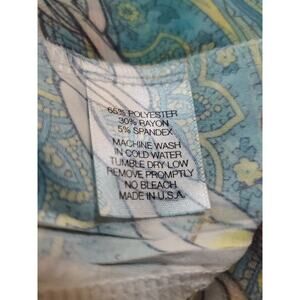 65% POLYESTER
30% RAYON
5% SPANDEX
MACHINE WASH
IN COLD WATER
TUMBLE DRY LOW
REMOVE PROMPTLY
NO BLEACH
MADE IN U.S.A.